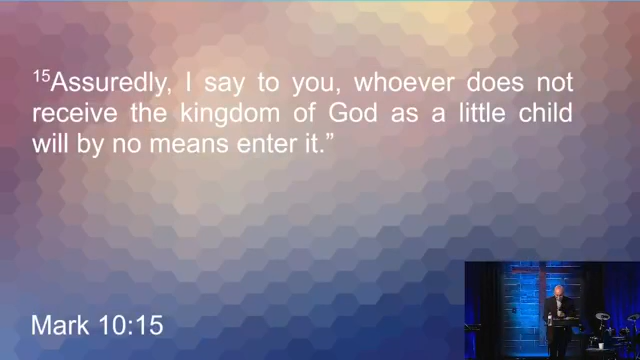 15Assuredly, I say to you, whoever does not
receive the kingdom of God as a little child
will by no means enter it.”
Mark 10:15